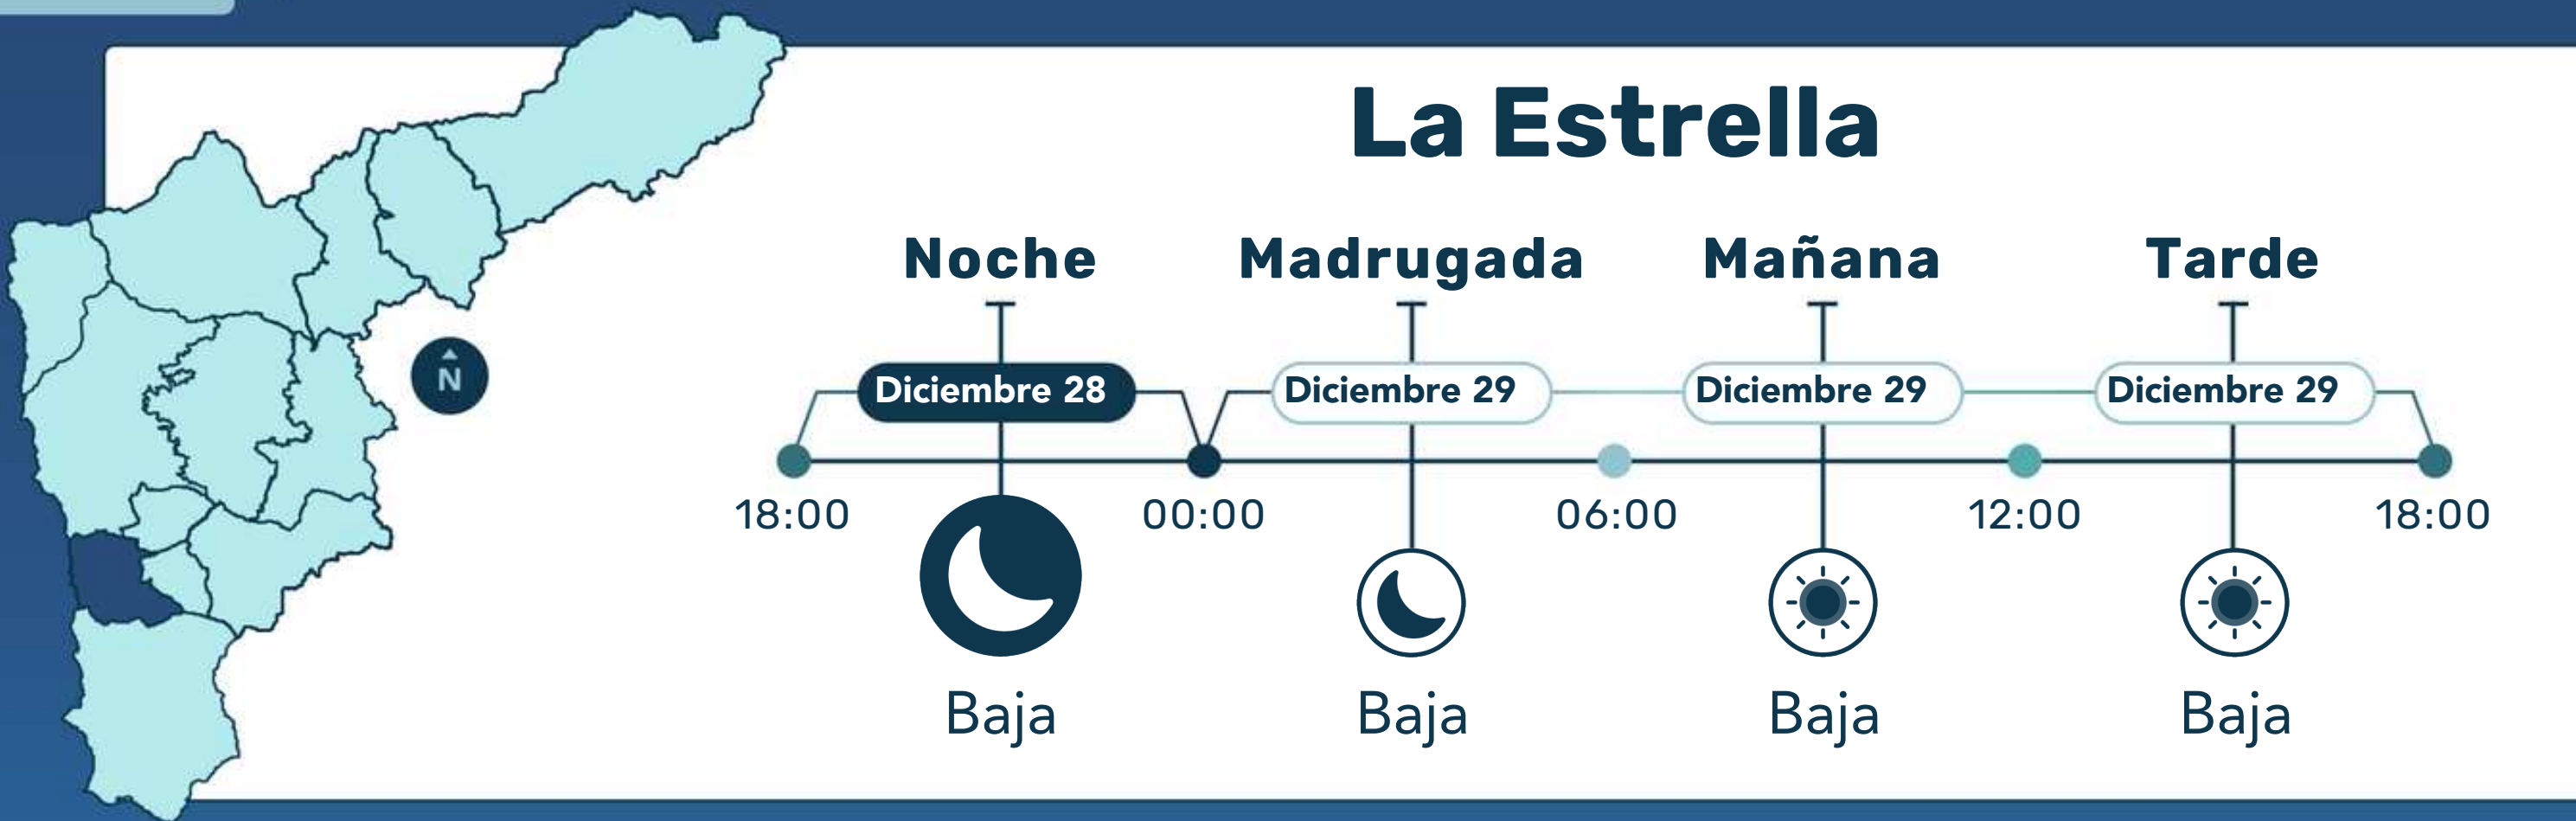 La Estrella
Noche Madrugada Mañana Tarde
N
Diciembre 28 Diciembre 29 Diciembre 29 Diciembre 29
18:00 00:00 06:00 12:00 18:00
Baja Baja Baja Baja